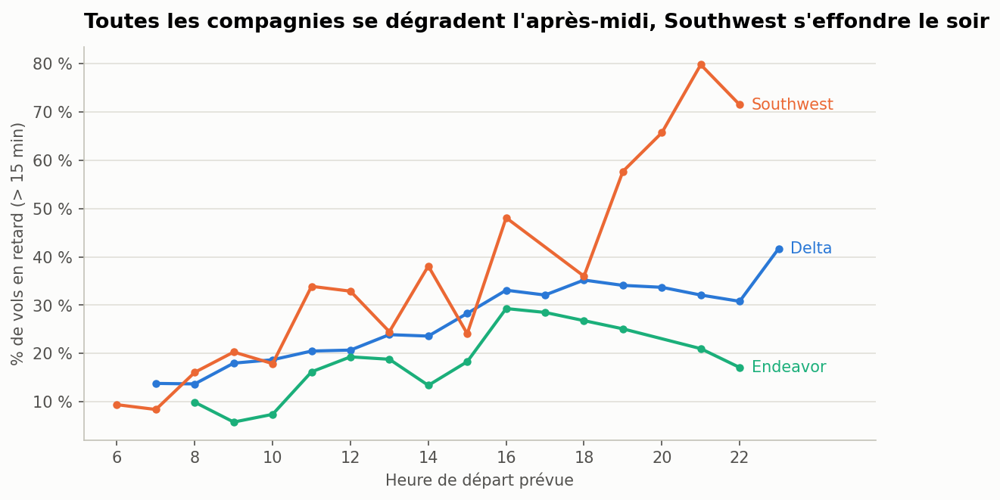 Toutes les compagnies se dégradent l'après-midi, Southwest s'effondre le soir
% de vols en retard (> 15 min)
80 %
70 %
60 %
50 %
40 %
30 %
20 %
10 %
Southwest
Delta
Endeavor
6 8 10 12 14 16 18 20 22
Heure de départ prévue